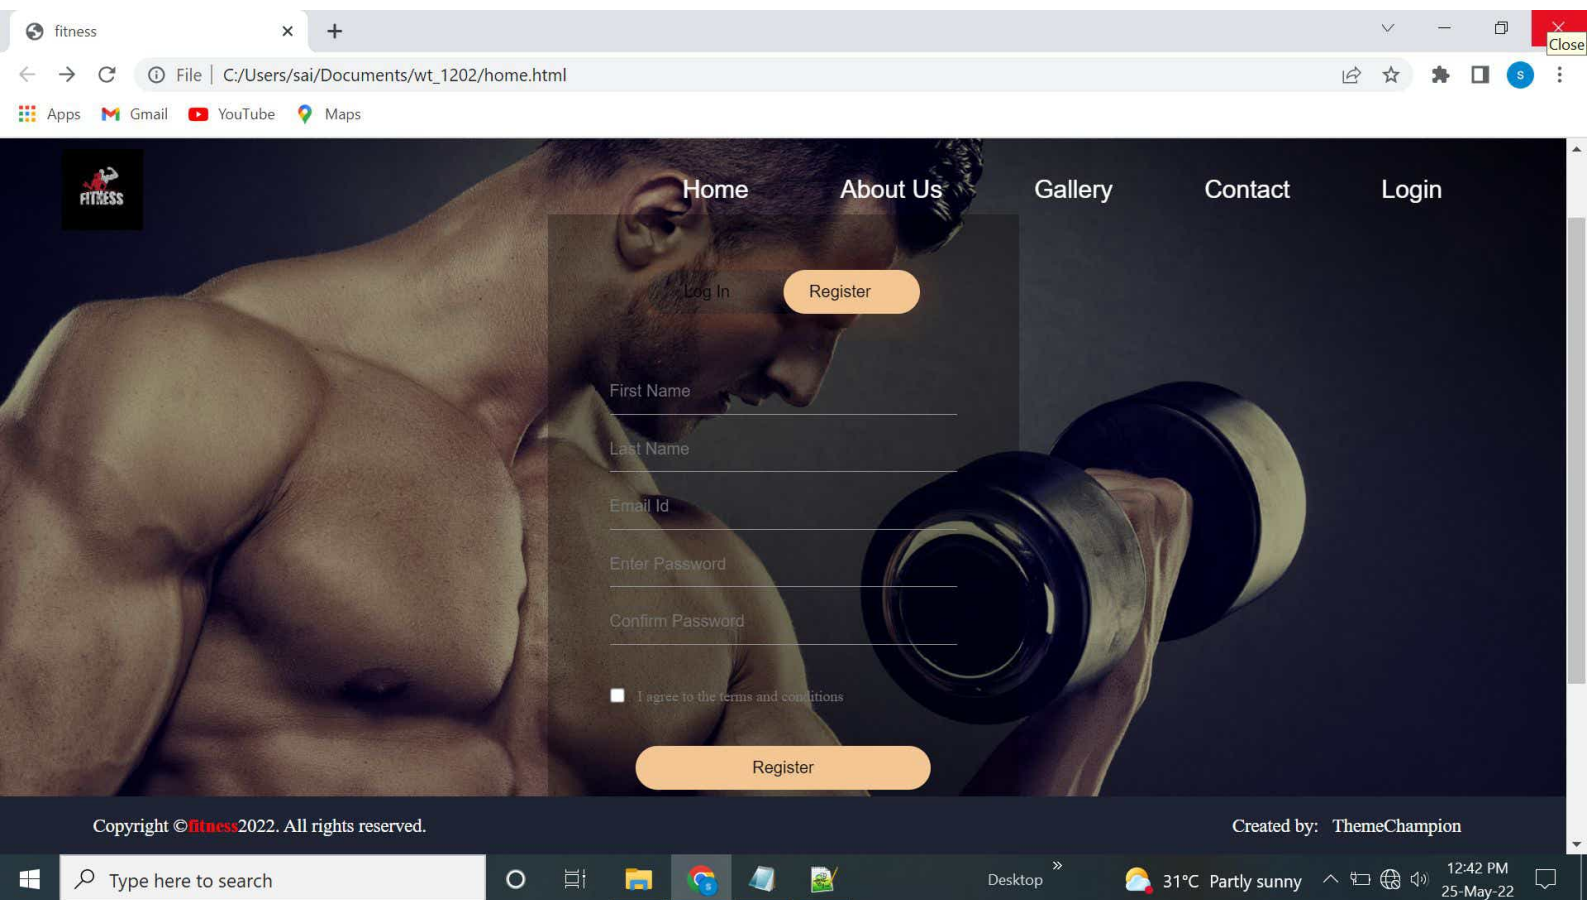 fitness
Close
File
C:/Users/sai/Documents/wt_1202/home.html
S
Apps Gmail YouTube Maps
FITNESS
Home About Us Gallery Contact Login
Log In Register
First Name
Last Name
Email Id
Enter Password
Confirm Password
I agree to the terms and conditions
Register
Copyright ©fitness2022. All rights reserved.
Created by: ThemeChampion
Type here to search
Desktop »
31°C Partly sunny
12:42 PM
25-May-22